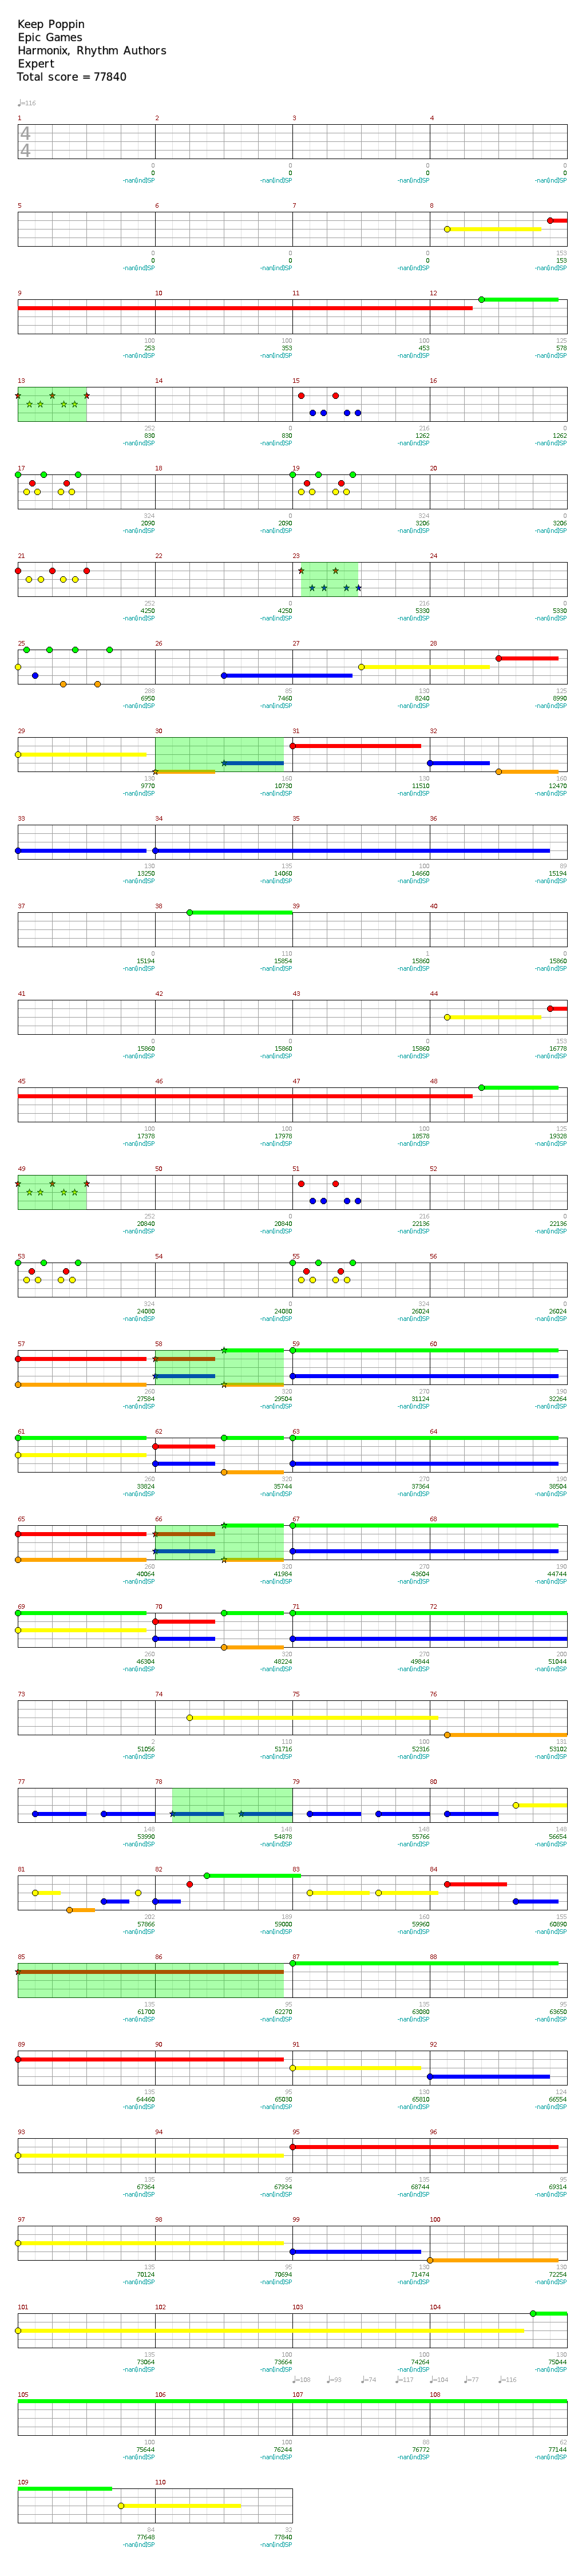 Keep Poppin
Epic Games
Harmonix, Rhythm Authors
Expert
Total score = 77840
♩=116
1 2 3 4
4
4
0 0 0 0
0 0 0 0
-nan(ind)SP -nan(ind)SP -nan(ind)SP -nan(ind)SP
5 6 7 8
0 0 0 153
0 0 0 153
-nan(ind)SP -nan(ind)SP -nan(ind)SP -nan(ind)SP
9 10 11 12
100 100 100 125
253 353 453 578
-nan(ind)SP -nan(ind)SP -nan(ind)SP -nan(ind)SP
13 14 15 16
252 0 216 0
830 830 1262 1262
-nan(ind)SP -nan(ind)SP -nan(ind)SP -nan(ind)SP
17 18 19 20
324 0 324 0
2090 2090 3206 3206
-nan(ind)SP -nan(ind)SP -nan(ind)SP -nan(ind)SP
21 22 23 24
252 0 216 0
4250 4250 5330 5330
-nan(ind)SP -nan(ind)SP -nan(ind)SP -nan(ind)SP
25 26 27 28
288 85 130 125
6950 7460 8240 8990
-nan(ind)SP -nan(ind)SP -nan(ind)SP -nan(ind)SP
29 30 31 32
130 160 130 160
9770 10730 11510 12470
-nan(ind)SP -nan(ind)SP -nan(ind)SP -nan(ind)SP
33 34 35 36
130 135 100 89
13250 14060 14660 15194
-nan(ind)SP -nan(ind)SP -nan(ind)SP -nan(ind)SP
37 38 39 40
0 110 1 0
15194 15854 15860 15860
-nan(ind)SP -nan(ind)SP -nan(ind)SP -nan(ind)SP
41 42 43 44
0 0 0 153
15860 15860 15860 16778
-nan(ind)SP -nan(ind)SP -nan(ind)SP -nan(ind)SP
45 46 47 48
100 100 100 125
17378 17978 18578 19328
-nan(ind)SP -nan(ind)SP -nan(ind)SP -nan(ind)SP
49 50 51 52
252 0 216 0
20840 20840 22136 22136
-nan(ind)SP -nan(ind)SP -nan(ind)SP -nan(ind)SP
53 54 55 56
324 0 324 0
24080 24080 26024 26024
-nan(ind)SP -nan(ind)SP -nan(ind)SP -nan(ind)SP
57 58 59 60
260 320 270 190
27584 29504 31124 32264
-nan(ind)SP -nan(ind)SP -nan(ind)SP -nan(ind)SP
61 62 63 64
260 320 270 190
33824 35744 37364 38504
-nan(ind)SP -nan(ind)SP -nan(ind)SP -nan(ind)SP
65 66 67 68
260 320 270 190
40064 41984 43604 44744
-nan(ind)SP -nan(ind)SP -nan(ind)SP -nan(ind)SP
69 70 71 72
260 320 270 200
46304 48224 49844 51044
-nan(ind)SP -nan(ind)SP -nan(ind)SP -nan(ind)SP
73 74 75 76
2 110 100 131
51056 51716 52316 53102
-nan(ind)SP -nan(ind)SP -nan(ind)SP -nan(ind)SP
77 78 79 80
148 148 148 148
53990 54878 55766 56654
-nan(ind)SP -nan(ind)SP -nan(ind)SP -nan(ind)SP
81 82 83 84
202 189 160 155
57866 59000 59960 60890
-nan(ind)SP -nan(ind)SP -nan(ind)SP -nan(ind)SP
85 86 87 88
135 95 135 95
61700 62270 63080 63650
-nan(ind)SP -nan(ind)SP -nan(ind)SP -nan(ind)SP
89 90 91 92
135 95 130 124
64460 65030 65810 66554
-nan(ind)SP -nan(ind)SP -nan(ind)SP -nan(ind)SP
93 94 95 96
135 95 135 95
67364 67934 68744 69314
-nan(ind)SP -nan(ind)SP -nan(ind)SP -nan(ind)SP
97 98 99 100
135 95 130 130
70124 70694 71474 72254
-nan(ind)SP -nan(ind)SP -nan(ind)SP -nan(ind)SP
101 102 103 104
135 100 100 130
73064 73664 74264 75044
-nan(ind)SP -nan(ind)SP -nan(ind)SP -nan(ind)SP
♩=108 ♩=93 ♩=74 ♩=117 ♩=104 ♩=77 ♩=116
105 106 107 108
100 100 88 62
75644 76244 76772 77144
-nan(ind)SP -nan(ind)SP -nan(ind)SP -nan(ind)SP
109 110
84 32
77648 77840
-nan(ind)SP -nan(ind)SP